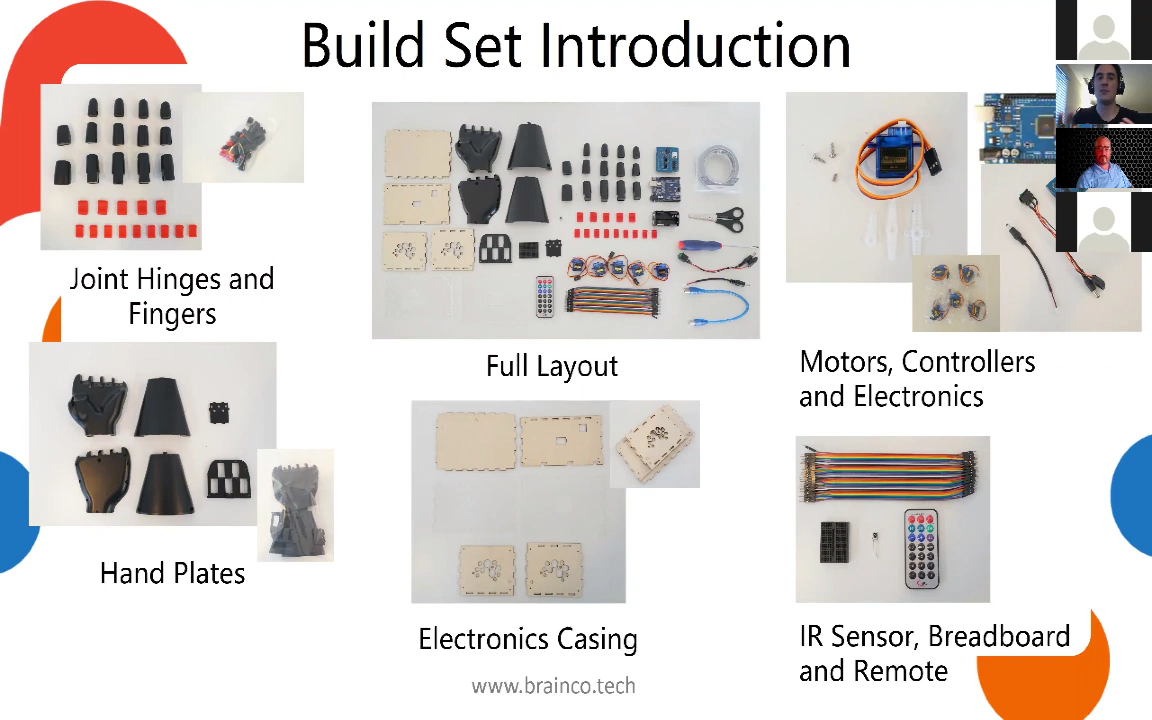 Build Set Introduction
Joint Hinges and
Fingers
Full Layout
Motors, Controllers
and Electronics
Hand Plates
Electronics Casing
IR Sensor, Breadboard
and Remote
www.brainco.tech